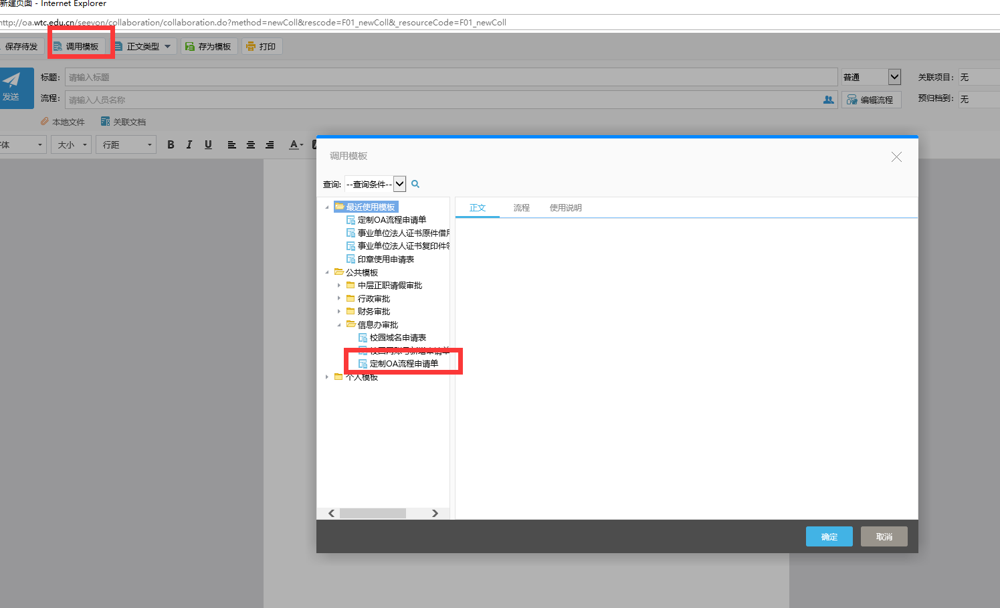 新建页面 - Internet Explorer
http://oa.wtc.edu.cn/seeyon/collaboration/collaboration.do?method=newColl&rescode=F01_newColl&_resourceCode=F01_newColl
保存待发 调用模板 正文类型 存为模板 打印
发送
标题: 请输入标题 普通 关联项目: 无
流程: 请输入人员名称 编辑流程 预归档到: 无
本地文件 关联文档
体 大小 行距 B I U A
调用模板
查询: --查询条件--
正文 流程 使用说明
最近使用模板
定制OA流程申请单
事业单位法人证书原件借
事业单位法人证书复印件
印章使用申请表
公共模板
中层正职请假审批
行政审批
财务审批
信息办审批
校园域名申请表
定制OA流程申请单
个人模板
确定 取消